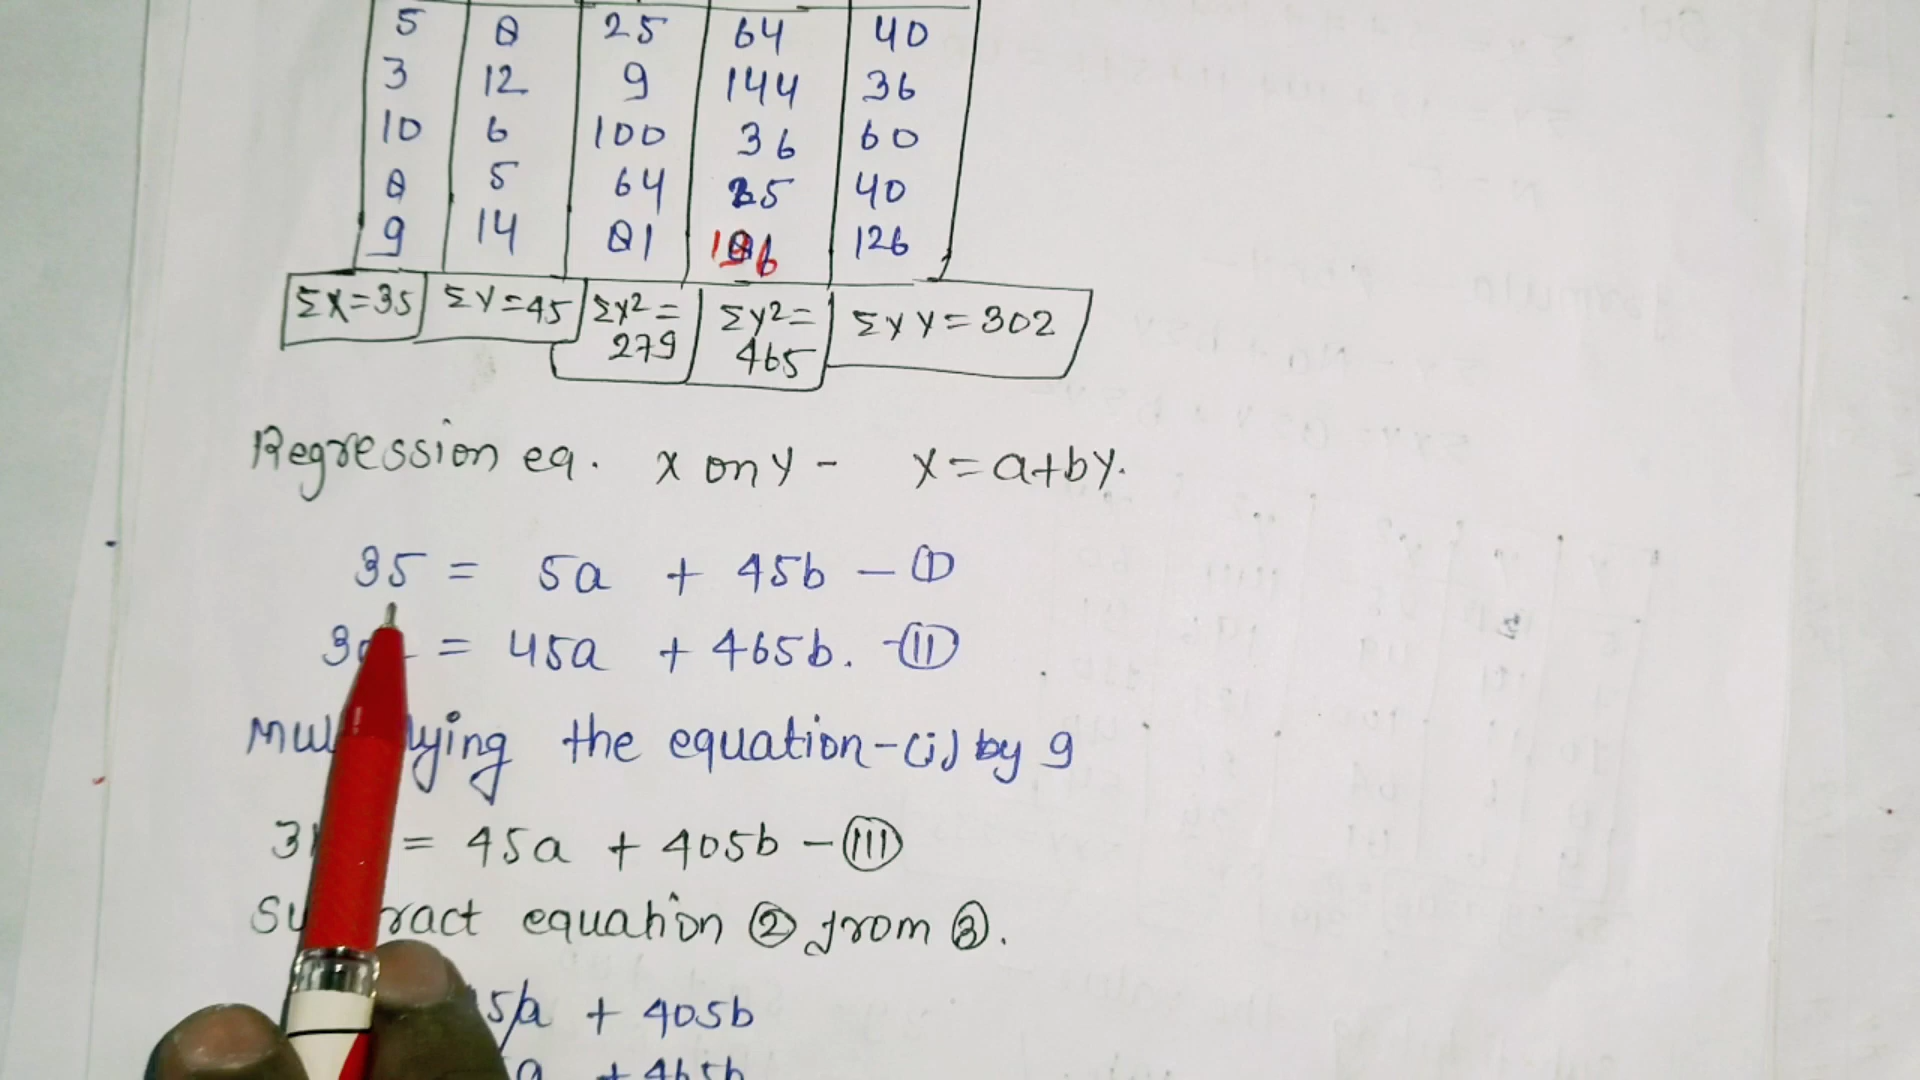 5 8 25 64 40
3 12 9 144 36
10 6 100 36 60
8 5 64 25 40
9 14 81 196 126
ΣX=35 ΣY=45 ΣX²=279 ΣY²=465 ΣXY=302
Regression eq. X on Y - X=a+bY.
35 = 5a + 45b - Ⓘ
= 45a + 465b. - Ⓘⓘ
the equation-(i) by 9
= 45a + 405b - ⒾⒾⒾ
equation ② from ③.
5a + 405b
a + 465b